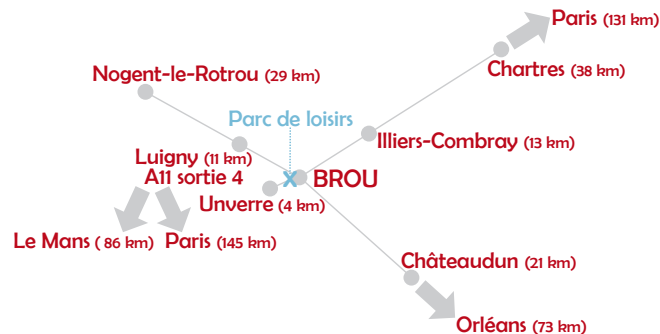 Paris (131 km)
Chartres (38 km)
Nogent-le-Rotrou (29 km)
Parc de loisirs
Illiers-Combray (13 km)
Luigny (11 km)
A11 sortie 4
X BROU
Unverre (4 km)
Le Mans ( 86 km) Paris (145 km)
Châteaudun (21 km)
Orléans (73 km)